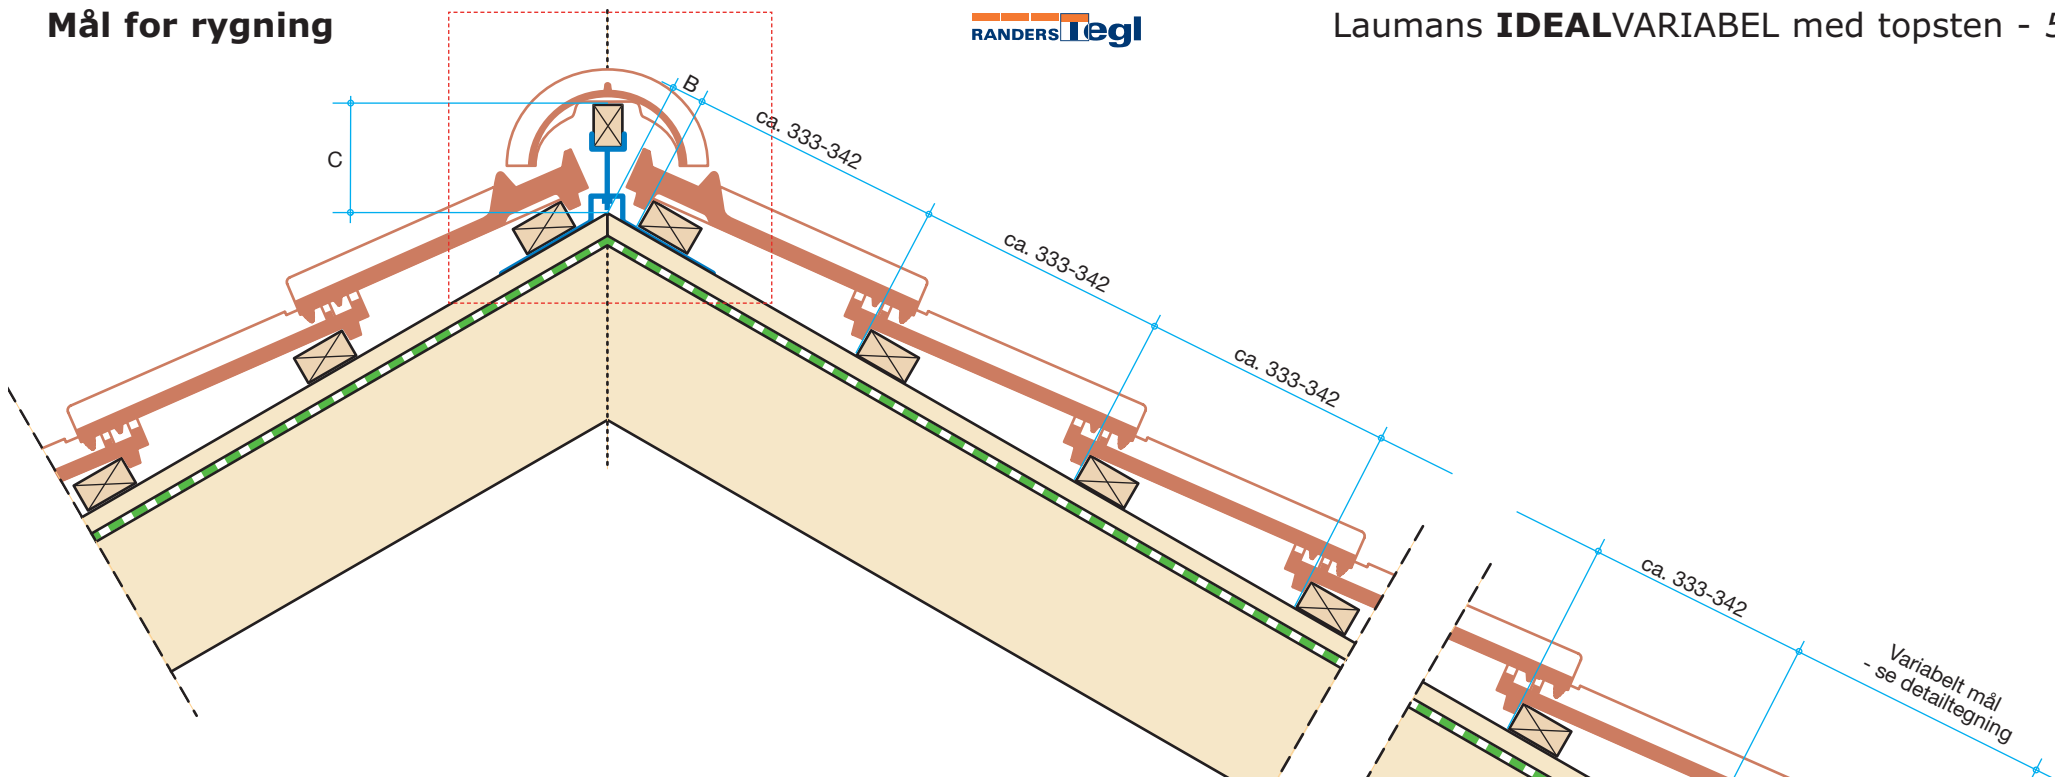 Mål for rygning
RANDERS Tegl
Laumans IDEALVARIABEL med topsten - 5
B
C
ca. 333-342
ca. 333-342
ca. 333-342
ca. 333-342
Variabelt mål
- se detailtegning